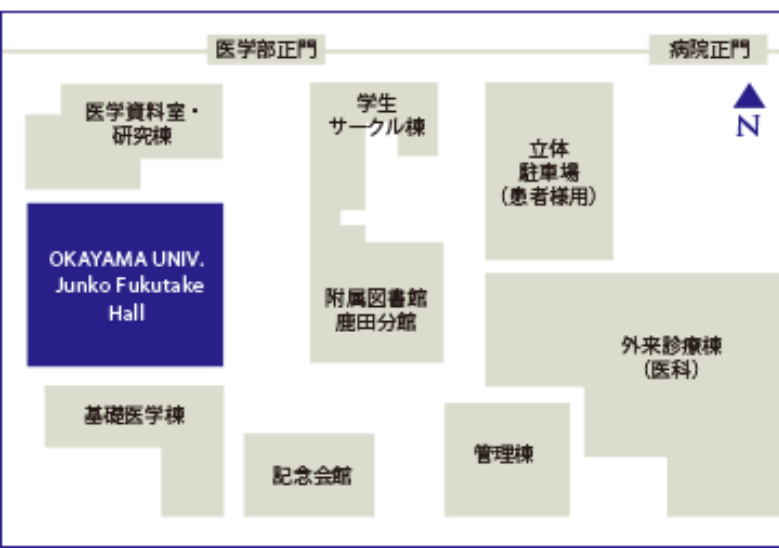 医学部正門
病院正門
医学資料室・
研究棟
学生
サークル棟
立体
駐車場
（患者様用）
N
OKAYAMA UNIV.
Junko Fukutake
Hall
附属図書館
鹿田分館
外来診療棟
（医科）
基礎医学棟
記念会館
管理棟